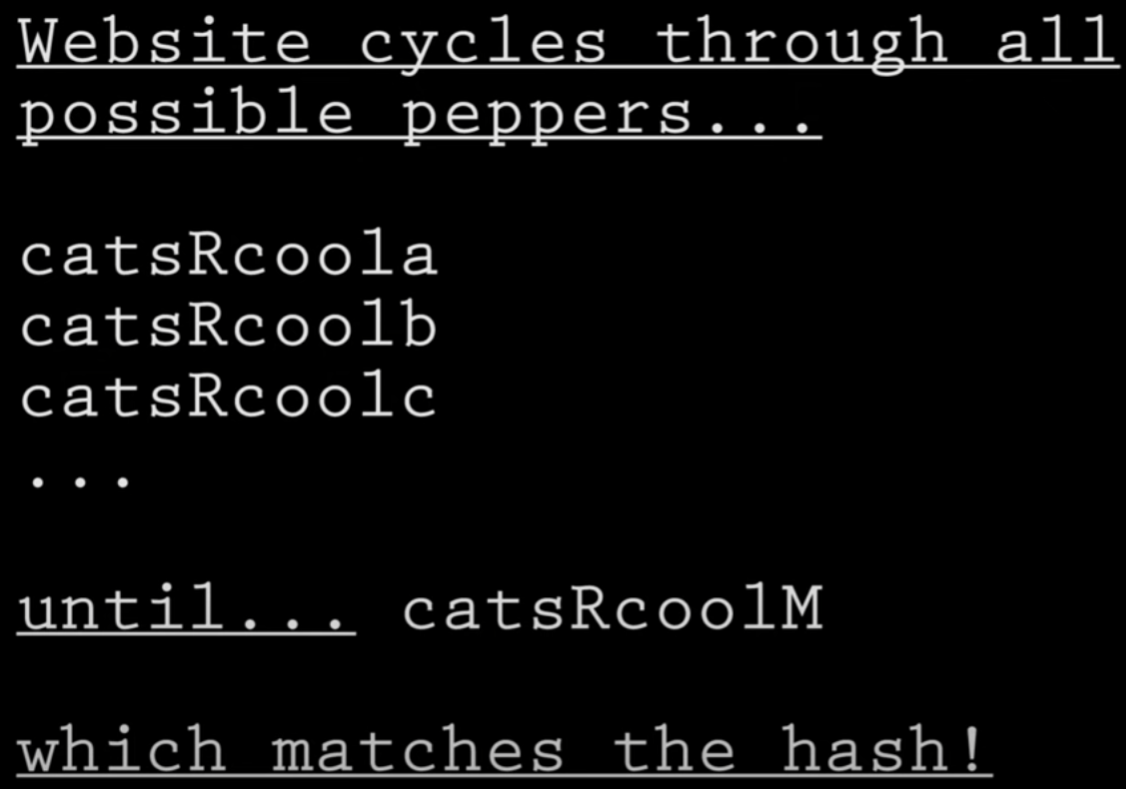 Website cycles through all
possible peppers...
catsRcoola
catsRcoolb
catsRcoolc
...
until... catsRcoolM
which matches the hash!